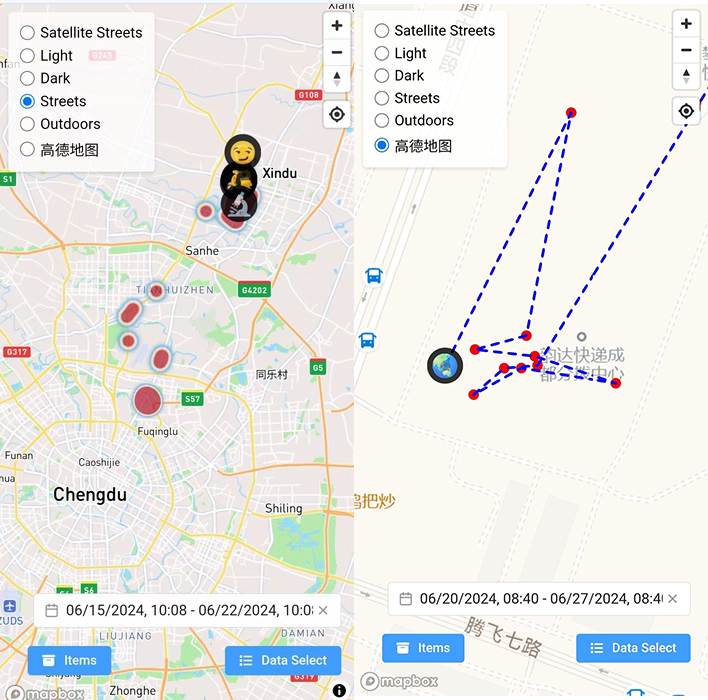 Satellite Streets
Light
Dark
Streets
Outdoors
高德地图
G108
Xindu
S1
Sanhe
TIANHUIZHEN
G4202
G317
G5
同乐村
S57
Fuqinglu
Funan
Caoshijie
Chengdu
Shiling
S6
06/15/2024, 10:08 - 06/22/2024, 10:0
LIUJIANG
DAMIAN
Items
Data Select
G319
mapbox
Zhonghe
Satellite Streets
Light
Dark
Streets
Outdoors
高德地图
韵达快递成
都分拨中心
把炒
06/20/2024, 08:40 - 06/27/2024, 08:4
腾飞七路
Items
Data Select
mapbox